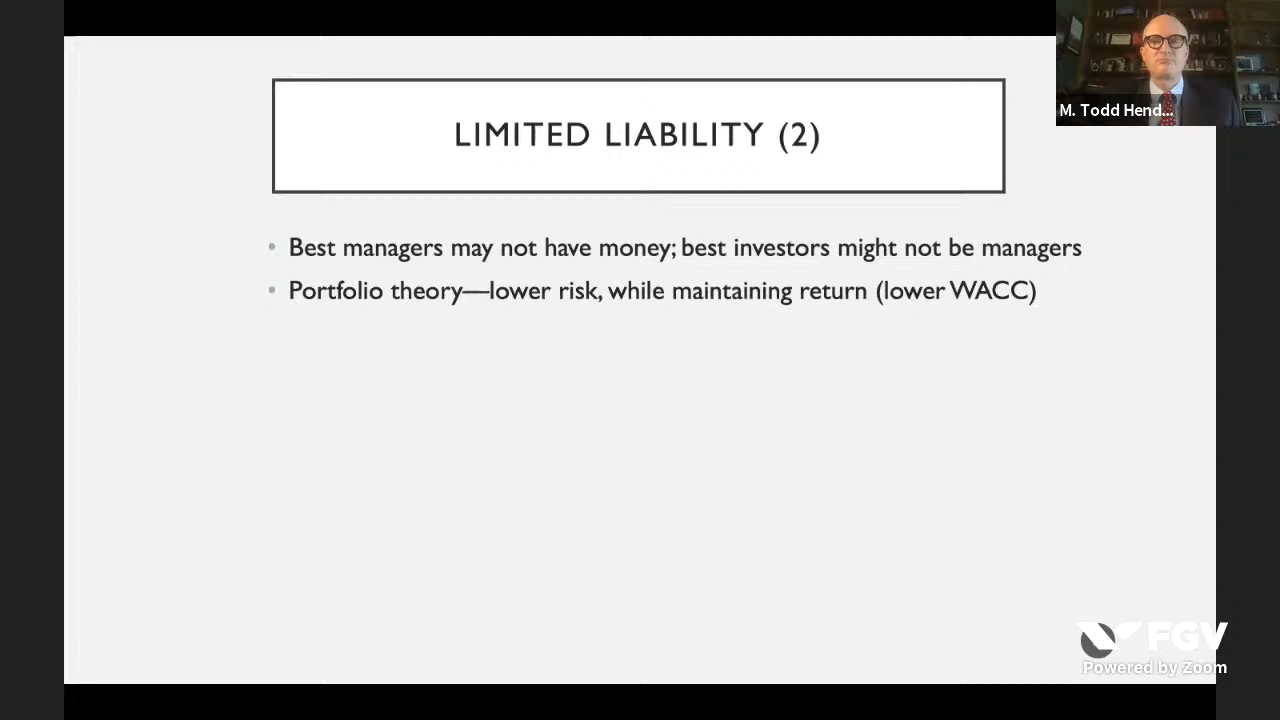 M. Todd Hend...
LIMITED LIABILITY (2)
• Best managers may not have money; best investors might not be managers
• Portfolio theory—lower risk, while maintaining return (lower WACC)
FGV
Powered by Zoom